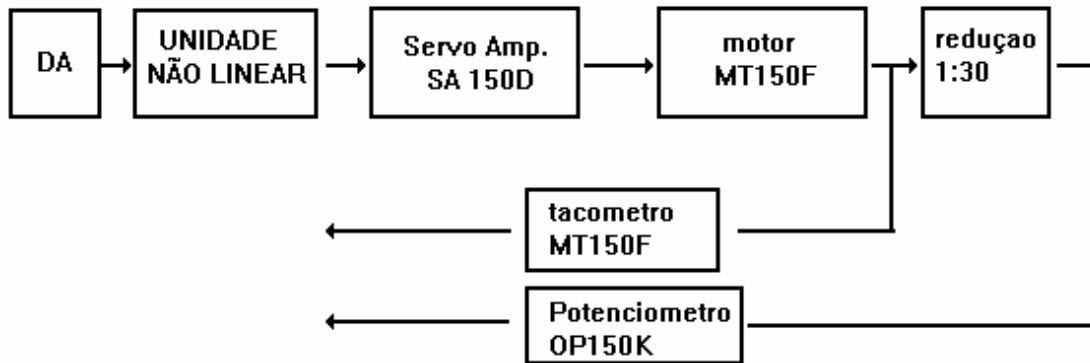 DA
UNIDADE
NÃO LINEAR
Servo Amp.
SA 150D
motor
MT150F
reduçao
1:30
tacometro
MT150F
Potenciometro
OP150K